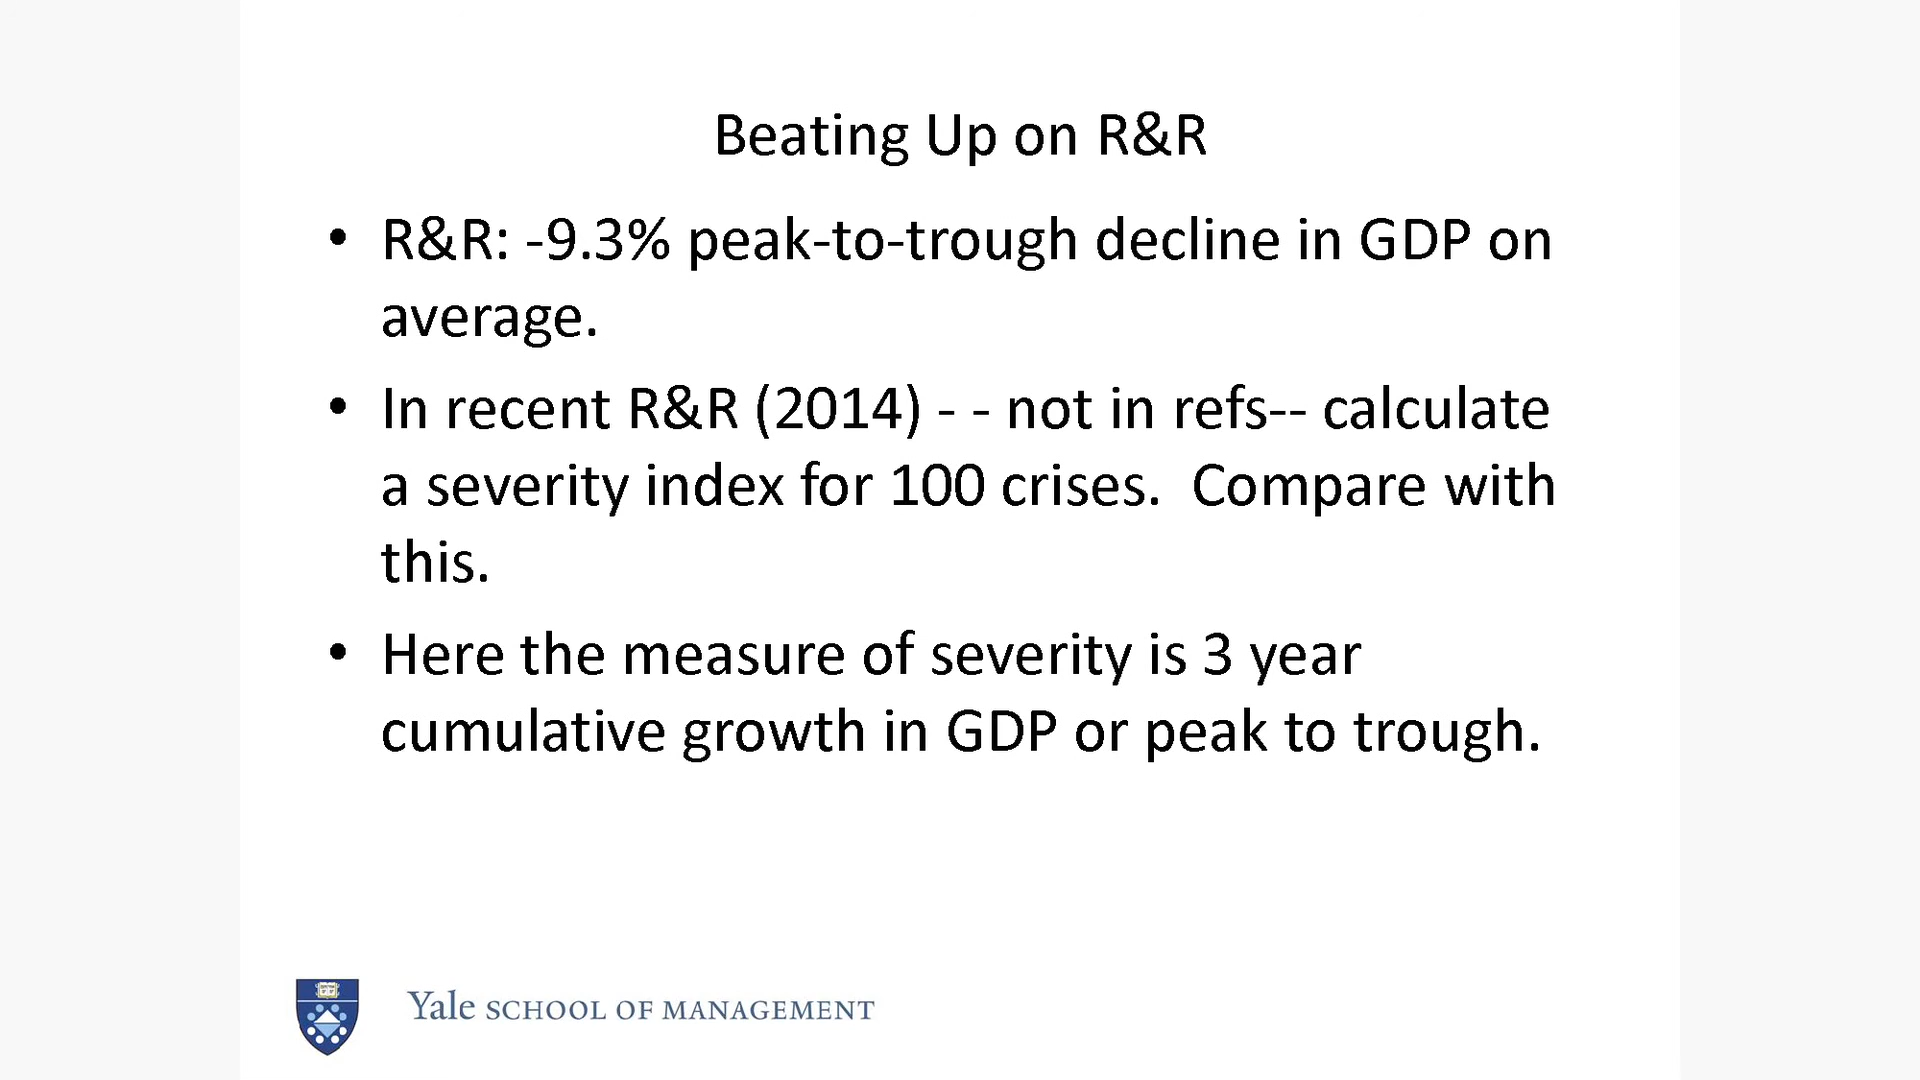 Beating Up on R&R
• R&R: -9.3% peak-to-trough decline in GDP on
average.
• In recent R&R (2014) - - not in refs-- calculate
a severity index for 100 crises.  Compare with
this.
• Here the measure of severity is 3 year
cumulative growth in GDP or peak to trough.
Yale SCHOOL OF MANAGEMENT